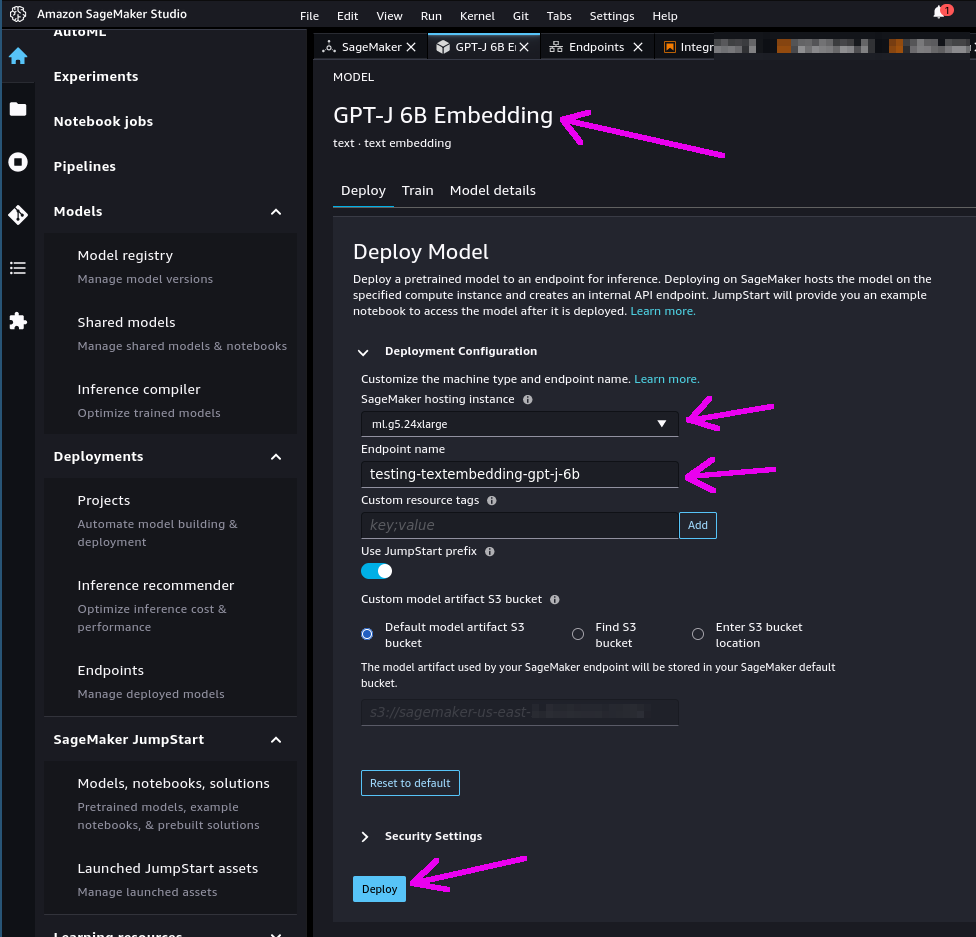 Amazon SageMaker Studio
File Edit View Run Kernel Git Tabs Settings Help
1
AutoML
Experiments
Notebook jobs
Pipelines
Models
Model registry
Manage model versions
Shared models
Manage shared models & notebooks
Inference compiler
Optimize trained models
Deployments
Projects
Automate model building &
deployment
Inference recommender
Optimize inference cost &
performance
Endpoints
Manage deployed models
SageMaker JumpStart
Models, notebooks, solutions
Pretrained models, example
notebooks, & prebuilt solutions
Launched JumpStart assets
Manage launched assets
Learning resources
SageMaker GPT-J 6B Endpoints Integr
MODEL
GPT-J 6B Embedding
text · text embedding
Deploy Train Model details
Deploy Model
Deploy a pretrained model to an endpoint for inference. Deploying on SageMaker hosts the model on the
specified compute instance and creates an internal API endpoint. JumpStart will provide you an example
notebook to access the model after it is deployed. Learn more.
Deployment Configuration
Customize the machine type and endpoint name. Learn more.
SageMaker hosting instance
ml.g5.24xlarge
Endpoint name
testing-textembedding-gpt-j-6b
Custom resource tags
key;value
Add
Use JumpStart prefix
Custom model artifact S3 bucket
Default model artifact S3
bucket
Find S3
bucket
Enter S3 bucket
location
The model artifact used by your SageMaker endpoint will be stored in your SageMaker default
bucket.
s3://sagemaker-us-east-
Reset to default
Security Settings
Deploy